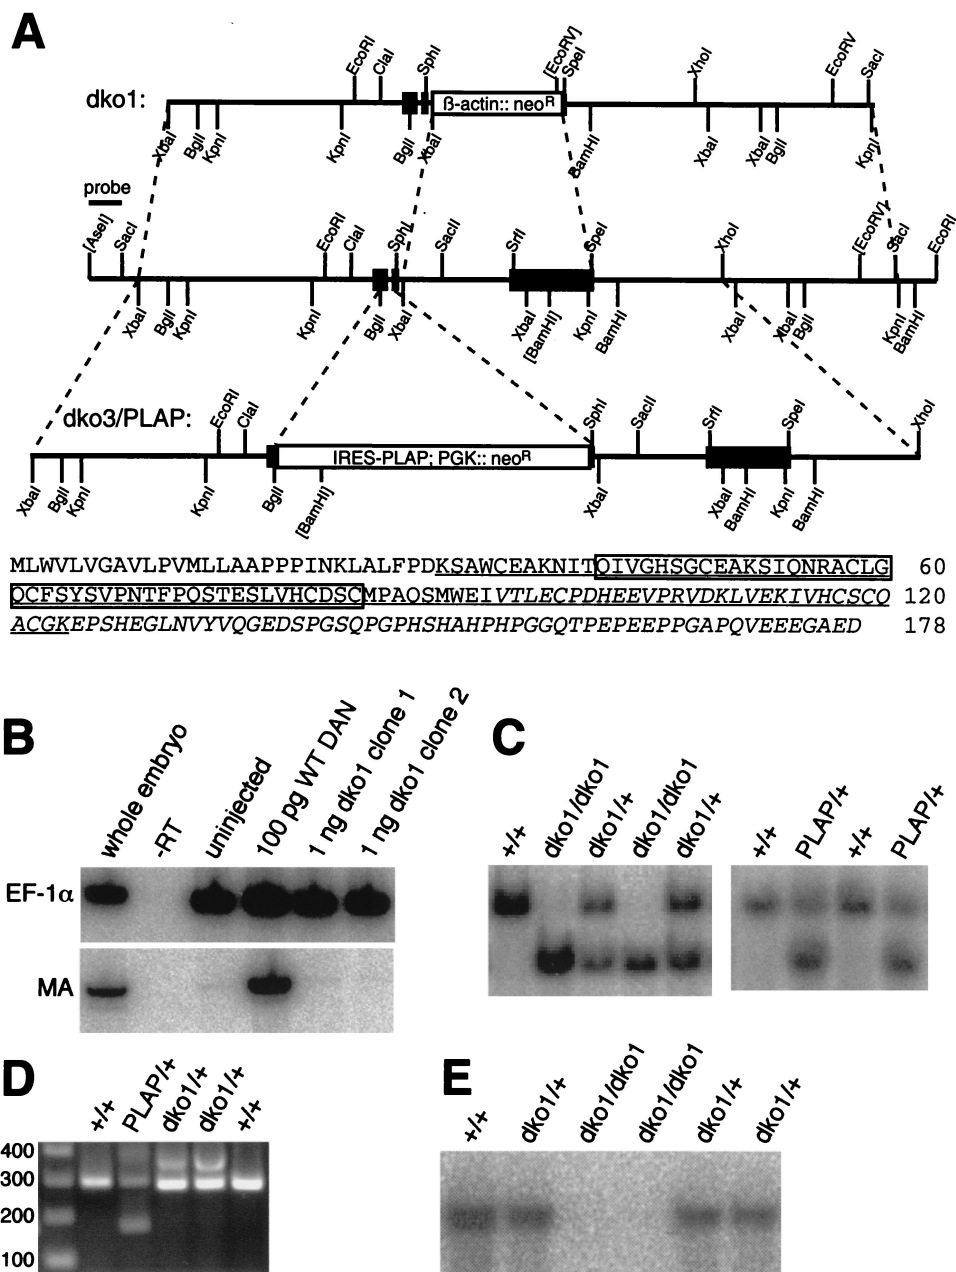 A
EcoRI ClaI SphI [EcoRV] SpeI XhoI EcoRV SacI
dko1: ß-actin:: neoR
XbaI BglI KpnI KpnI BglI XbaI BamHI XbaI XbaI BglI KpnI
probe
[AseI] SacI EcoRI ClaI SphI SacII SrfI SpeI XhoI [EcoRV] SacI EcoRI
XbaI BglI KpnI KpnI BglI XbaI XbaI [BamHI] KpnI BamHI XbaI XbaI BglI KpnI BamHI
dko3/PLAP: EcoRI ClaI SphI SacII SrfI SpeI XhoI
IRES-PLAP; PGK:: neoR
XbaI BglI KpnI KpnI BglI [BamHI] XbaI XbaI BamHI KpnI BamHI
MLWVLVGAVLPVMLLAAPPPINKLALFPDKSAWCEAKNITQIVGHSGCEAKSIQNRACLG 60
QCFSYSVPNTFPQSTESLVHCDSCMPAQSMWEIVTLECPDHEEVPRVDKLVEKIVHCSCQ 120
ACGKEPSHEGLNVYVQGEDSPGSQPGPHSHAHPHPGGQTPEPEEPPGAPQVEEEGAED 178
B
whole embryo -RT uninjected 100 pg WT DAN 1 ng dko1 clone 1 1 ng dko1 clone 2
EF-1α
MA
C
+/+ dko1/dko1 dko1/+ dko1/dko1 dko1/+ +/+ PLAP/+ +/+ PLAP/+
D
+/+ PLAP/+ dko1/+ dko1/+ +/+
400
300
200
100
E
+/+ dko1/+ dko1/dko1 dko1/dko1 dko1/+ dko1/+